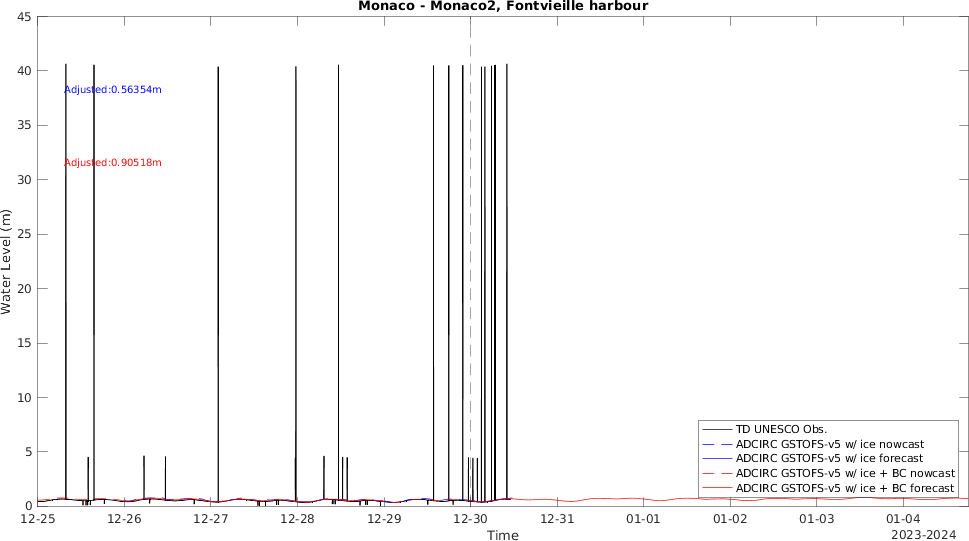 Monaco - Monaco2, Fontvieille harbour
45
40
35
30
25
20
15
10
5
0
Water Level (m)
Adjusted:0.56354m
Adjusted:0.90518m
TD UNESCO Obs.
ADCIRC GSTOFS-v5 w/ ice nowcast
ADCIRC GSTOFS-v5 w/ ice forecast
ADCIRC GSTOFS-v5 w/ ice + BC nowcast
ADCIRC GSTOFS-v5 w/ ice + BC forecast
12-25 12-26 12-27 12-28 12-29 12-30 12-31 01-01 01-02 01-03 01-04
Time
2023-2024